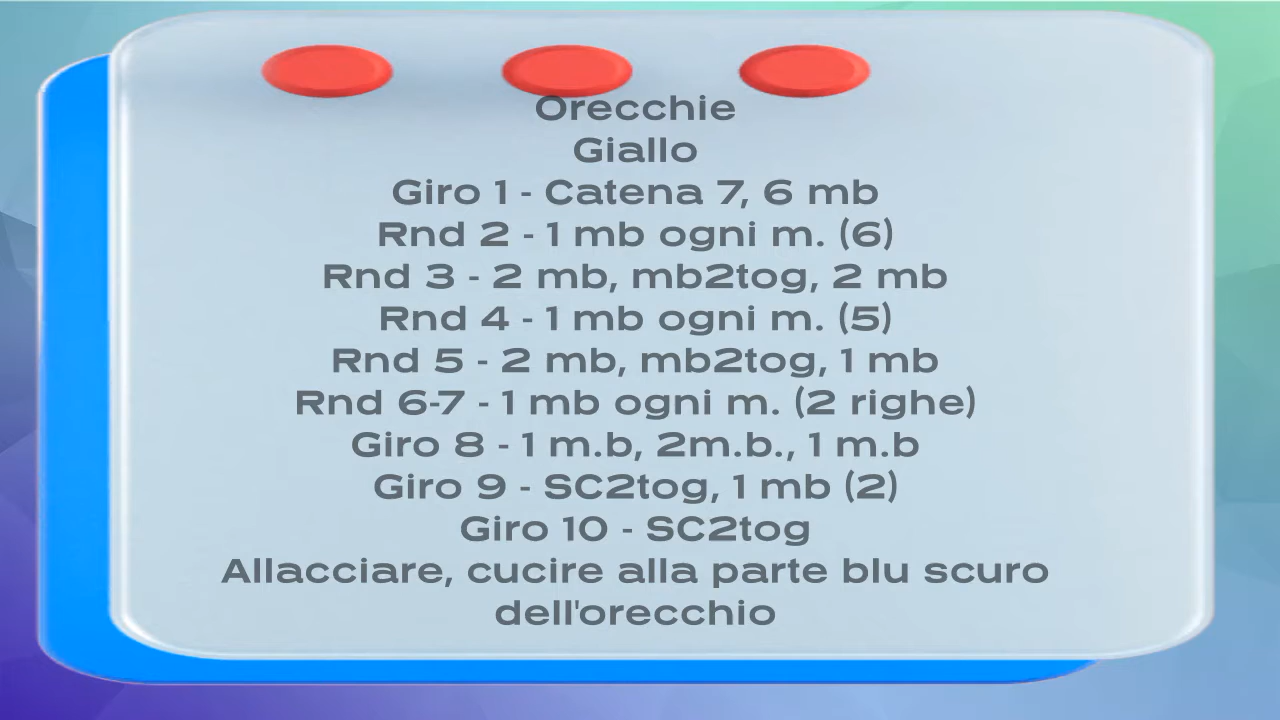 Orecchie
Giallo
Giro 1 - Catena 7, 6 mb
Rnd 2 - 1 mb ogni m. (6)
Rnd 3 - 2 mb, mb2tog, 2 mb
Rnd 4 - 1 mb ogni m. (5)
Rnd 5 - 2 mb, mb2tog, 1 mb
Rnd 6-7 - 1 mb ogni m. (2 righe)
Giro 8 - 1 m.b, 2m.b., 1 m.b
Giro 9 - SC2tog, 1 mb (2)
Giro 10 - SC2tog
Allacciare, cucire alla parte blu scuro
dell'orecchio